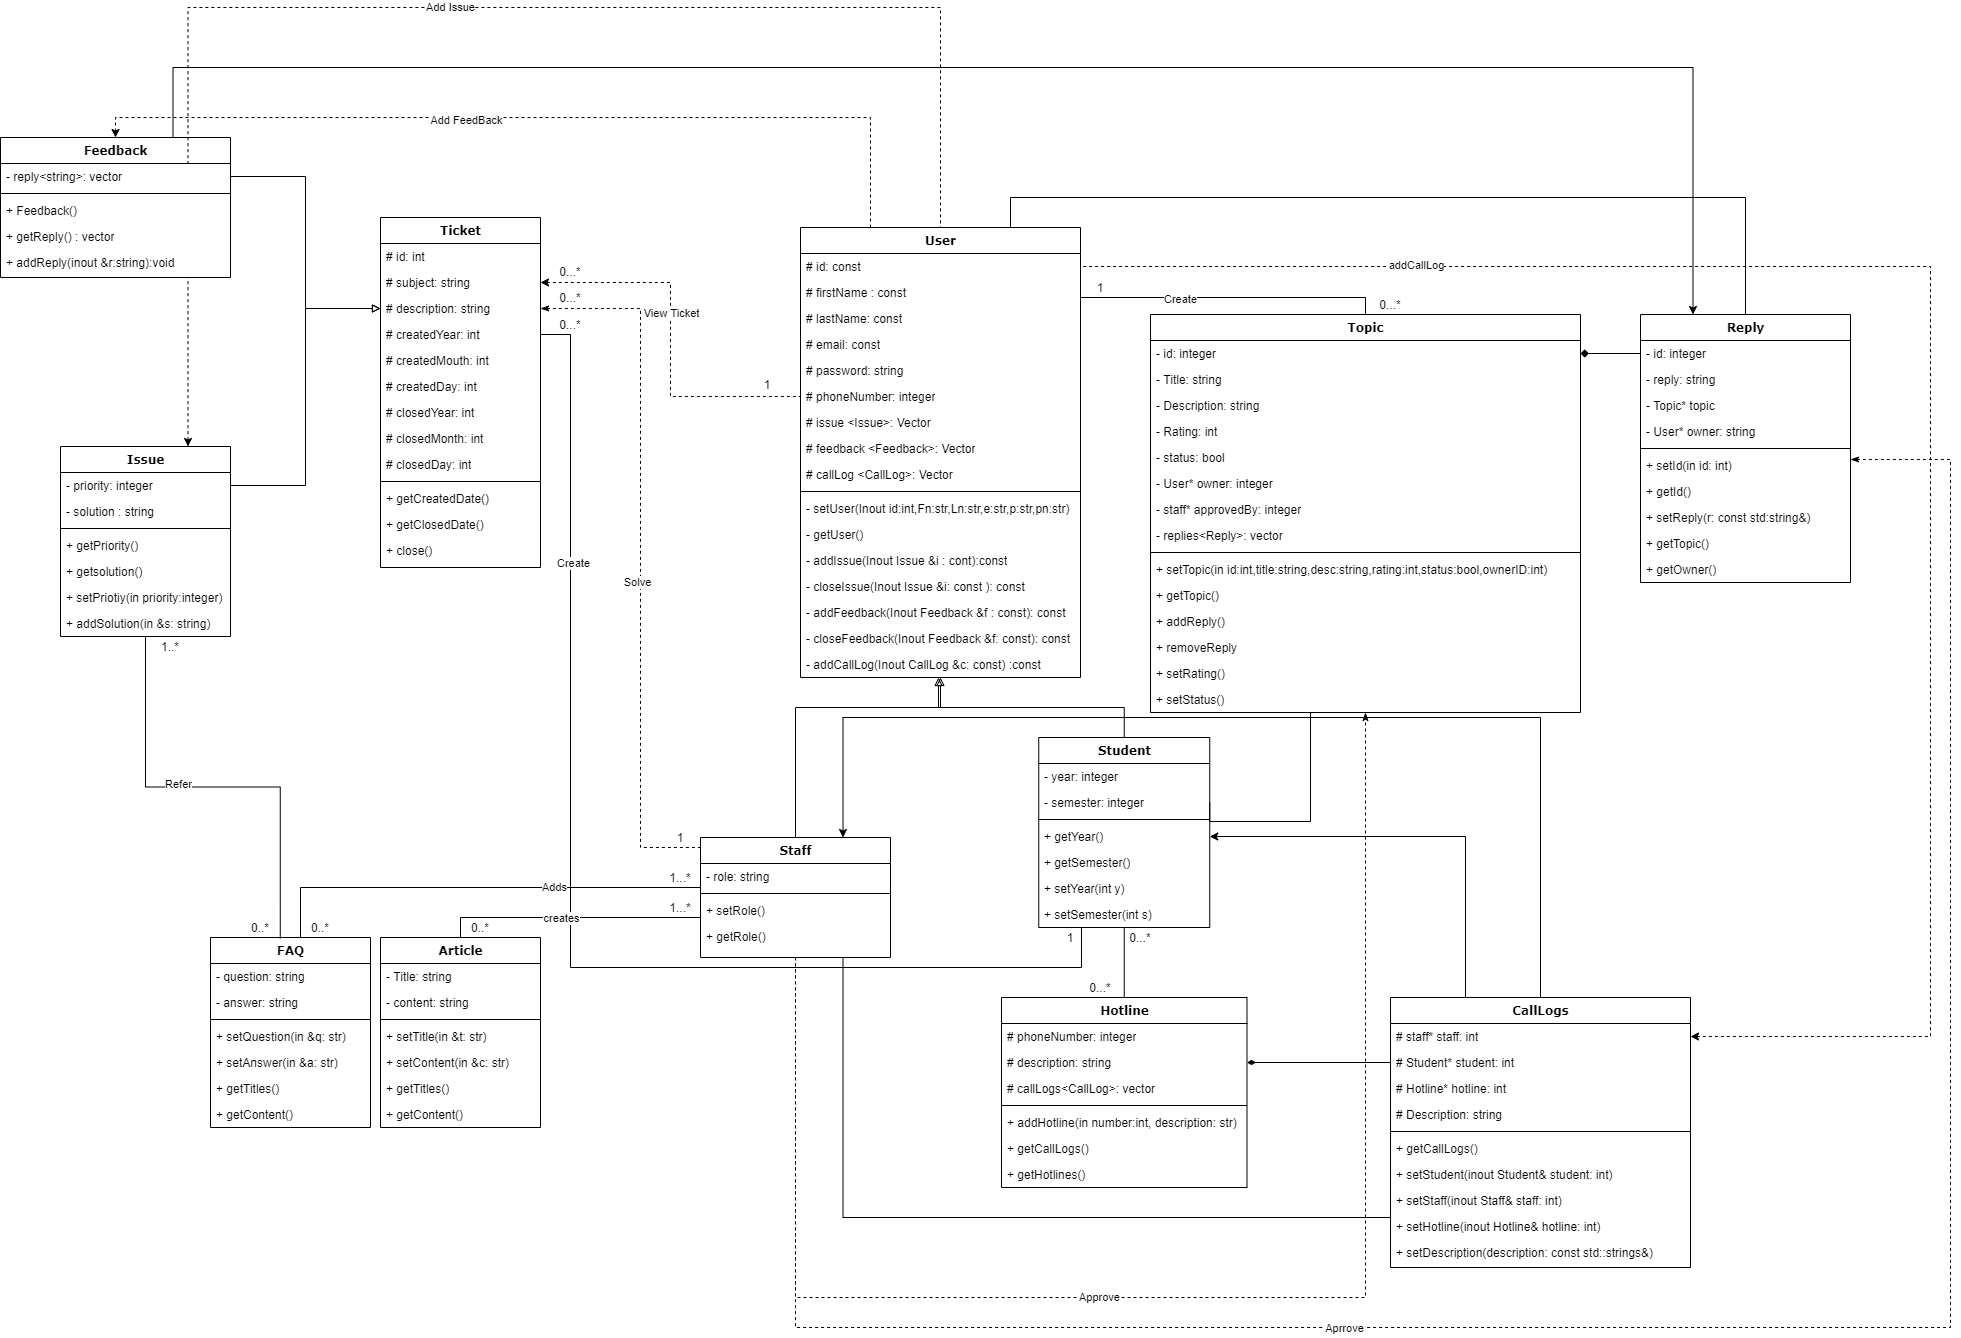 Add Issue
Add FeedBack
Feedback
- reply<string>: vector
+ Feedback()
+ getReply() : vector
+ addReply(inout &r:string):void
Ticket
# id: int
# subject: string
# description: string
# createdYear: int
# createdMouth: int
# createdDay: int
# closedYear: int
# closedMonth: int
# closedDay: int
+ getCreatedDate()
+ getClosedDate()
+ close()
0...*
0...*
0...*
View Ticket
1
User
# id: const
# firstName : const
# lastName: const
# email: const
# password: string
# phoneNumber: integer
# issue <Issue>: Vector
# feedback <Feedback>: Vector
# callLog <CallLog>: Vector
- setUser(Inout id:int,Fn:str,Ln:str,e:str,p:str,pn:str)
- getUser()
- addIssue(Inout Issue &i : cont):const
- closeIssue(Inout Issue &i: const ): const
- addFeedback(Inout Feedback &f : const): const
- closeFeedback(Inout Feedback &f: const): const
- addCallLog(Inout CallLog &c: const) :const
addCallLog
1
Create
0...*
Topic
- id: integer
- Title: string
- Description: string
- Rating: int
- status: bool
- User* owner: integer
- staff* approvedBy: integer
- replies<Reply>: vector
+ setTopic(in id:int,title:string,desc:string,rating:int,status:bool,ownerID:int)
+ getTopic()
+ addReply()
+ removeReply
+ setRating()
+ setStatus()
Reply
- id: integer
- reply: string
- Topic* topic
- User* owner: string
+ setId(in id: int)
+ getId()
+ setReply(r: const std:string&)
+ getTopic()
+ getOwner()
Issue
- priority: integer
- solution : string
+ getPriority()
+ getsolution()
+ setPriotiy(in priority:integer)
+ addSolution(in &s: string)
1..*
Create
Solve
Refer
Student
- year: integer
- semester: integer
+ getYear()
+ getSemester()
+ setYear(int y)
+ setSemester(int s)
1
0...*
0...*
1
Staff
- role: string
+ setRole()
+ getRole()
Adds
1...*
creates
1...*
0..*
0..*
0..*
FAQ
- question: string
- answer: string
+ setQuestion(in &q: str)
+ setAnswer(in &a: str)
+ getTitles()
+ getContent()
Article
- Title: string
- content: string
+ setTitle(in &t: str)
+ setContent(in &c: str)
+ getTitles()
+ getContent()
Hotline
# phoneNumber: integer
# description: string
# callLogs<CallLog>: vector
+ addHotline(in number:int, description: str)
+ getCallLogs()
+ getHotlines()
CallLogs
# staff* staff: int
# Student* student: int
# Hotline* hotline: int
# Description: string
+ getCallLogs()
+ setStudent(inout Student& student: int)
+ setStaff(inout Staff& staff: int)
+ setHotline(inout Hotline& hotline: int)
+ setDescription(description: const std::strings&)
Approve
Aprrove